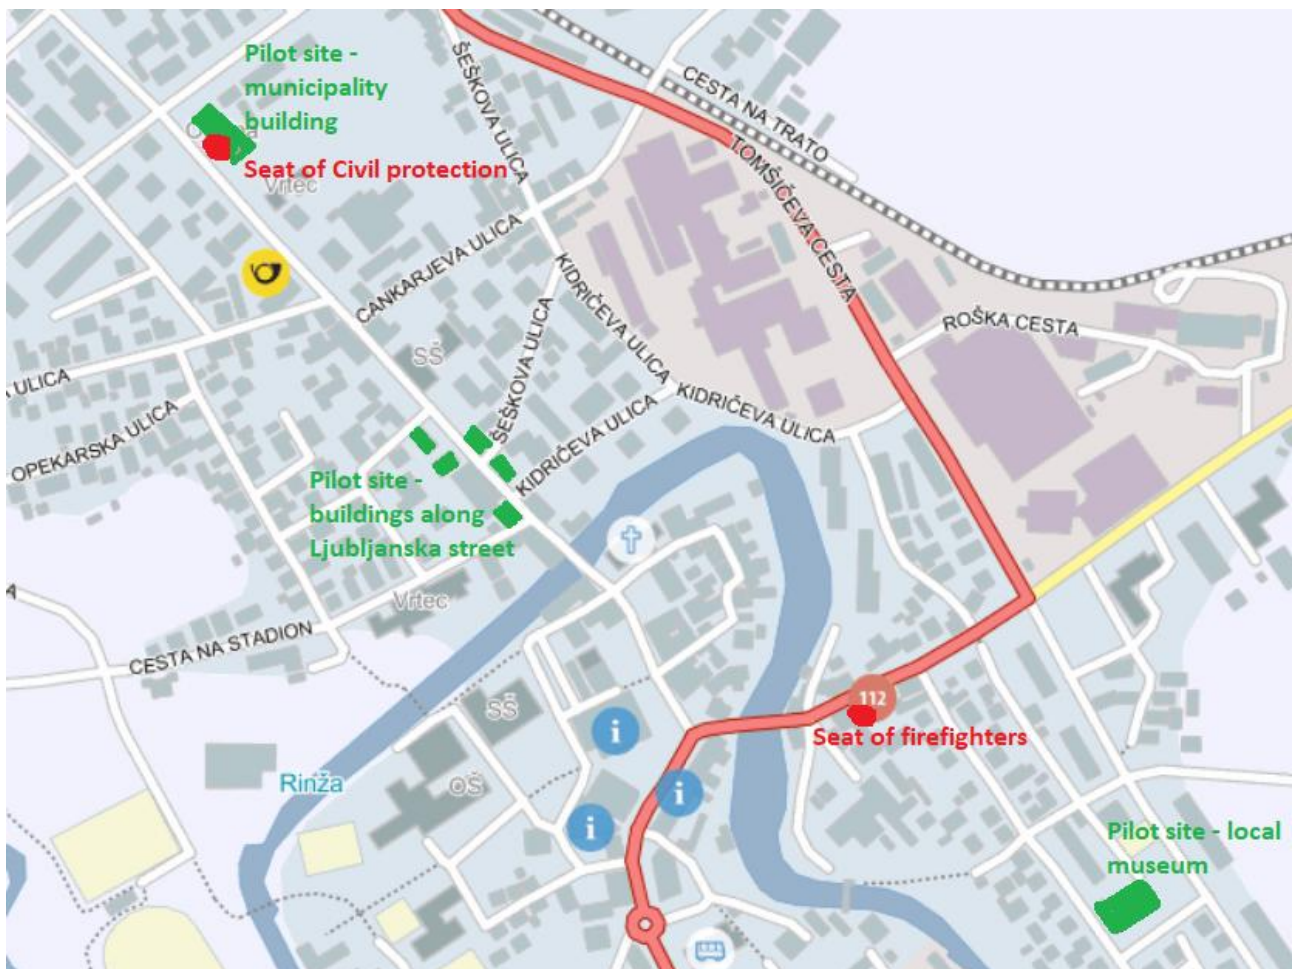 Pilot site -
municipality
building
Seat of Civil protection
Vrtec
ŠEŠKOVA ULICA
CESTA NA TRATO
TOMŠIČEVA CESTA
CANKARJEVA ULICA
KIDRIČEVA ULICA
ROŠKA CESTA
SŠ
ŠEŠKOVA ULICA
KIDRIČEVA ULICA
KIDRIČEVA ULICA
ULICA
OPEKARSKA ULICA
Pilot site -
buildings along
Ljubljanska street
Vrtec
CESTA NA STADION
A
SŠ
112
Seat of firefighters
i
i
i
Rinža
OŠ
Pilot site - local
museum